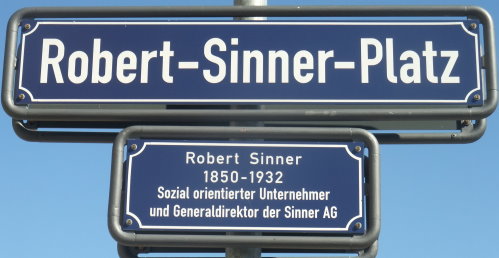 Robert-Sinner-Platz
Robert Sinner
1850-1932
Sozial orientierter Unternehmer
und Generaldirektor der Sinner AG